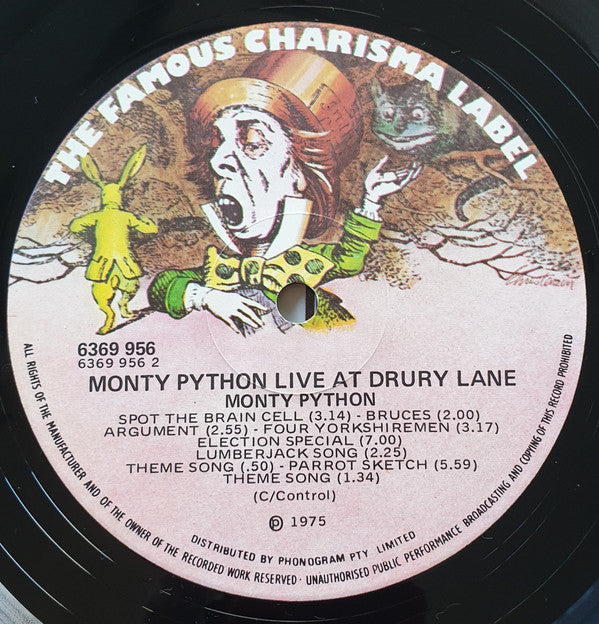 THE FAMOUS CHARISMA LABEL
6369 956
6369 956 2
MONTY PYTHON LIVE AT DRURY LANE
MONTY PYTHON
SPOT THE BRAIN CELL (3.14) - BRUCES (2.00)
ARGUMENT (2.55) - FOUR YORKSHIREMEN (3.17)
ELECTION SPECIAL (7.00)
LUMBERJACK SONG (2.25)
THEME SONG (.50) - PARROT SKETCH (5.59)
THEME SONG (1.34)
(C/Control)
℗ 1975
DISTRIBUTED BY PHONOGRAM PTY LIMITED
ALL RIGHTS OF THE MANUFACTURER AND OF THE OWNER OF THE RECORDED WORK RESERVED · UNAUTHORISED PUBLIC PERFORMANCE BROADCASTING AND COPYING OF THIS RECORD PROHIBITED